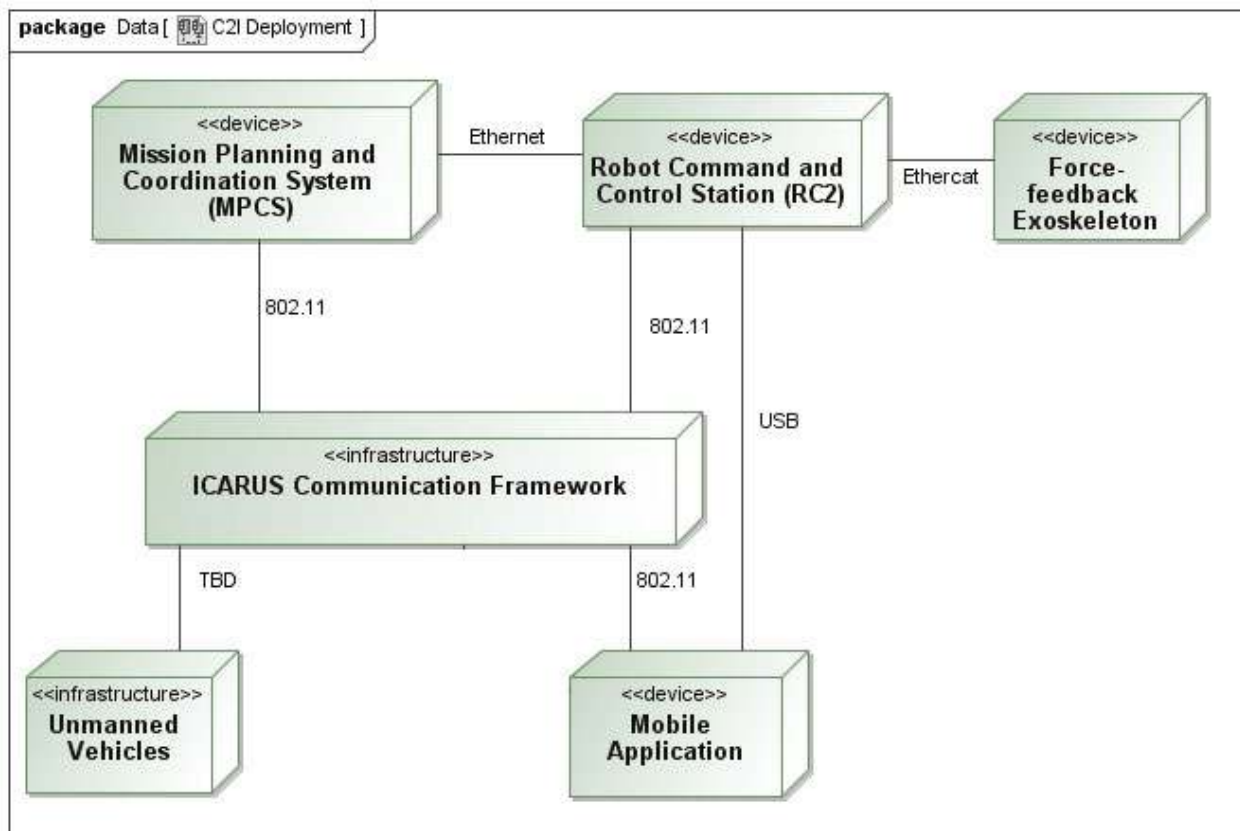 package Data [ C2I Deployment ]
<<device>>
Mission Planning and
Coordination System
(MPCS)
Ethernet
<<device>>
Robot Command and
Control Station (RC2)
Ethercat
<<device>>
Force-
feedback
Exoskeleton
802.11
802.11
USB
<<infrastructure>>
ICARUS Communication Framework
TBD
802.11
<<infrastructure>>
Unmanned
Vehicles
<<device>>
Mobile
Application